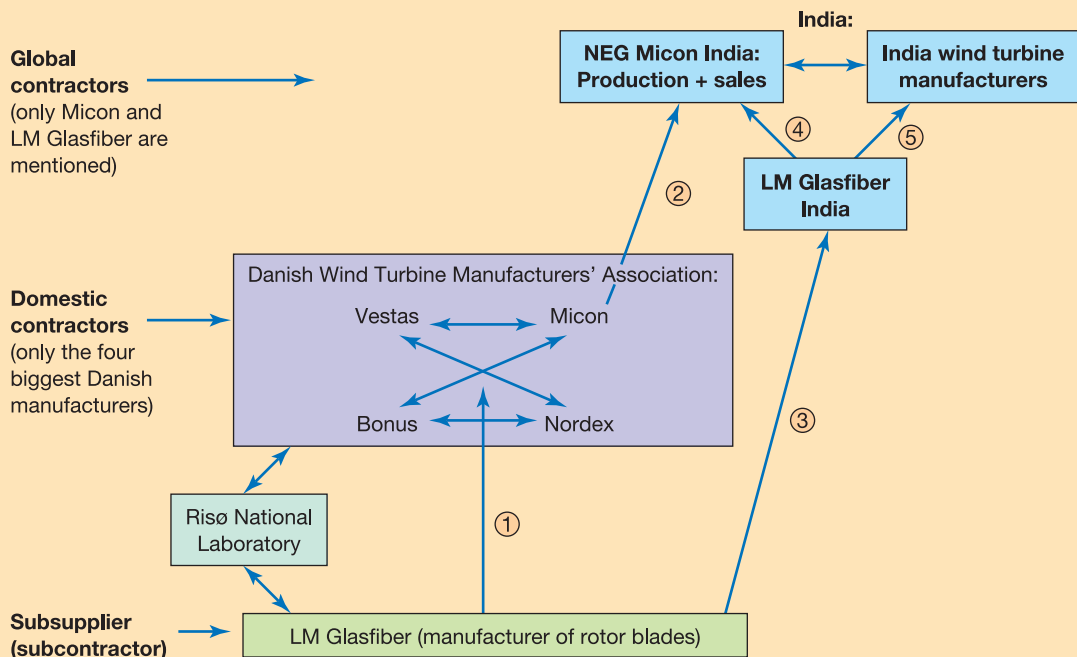 India:
Global
contractors
(only Micon and
LM Glasfiber are
mentioned)
NEG Micon India:
Production + sales
India wind turbine
manufacturers
④
⑤
LM Glasfiber
India
②
Danish Wind Turbine Manufacturers’ Association:
Domestic
contractors
(only the four
biggest Danish
manufacturers)
Vestas
Micon
Bonus
Nordex
③
Risø National
Laboratory
①
Subsupplier
(subcontractor)
LM Glasfiber (manufacturer of rotor blades)